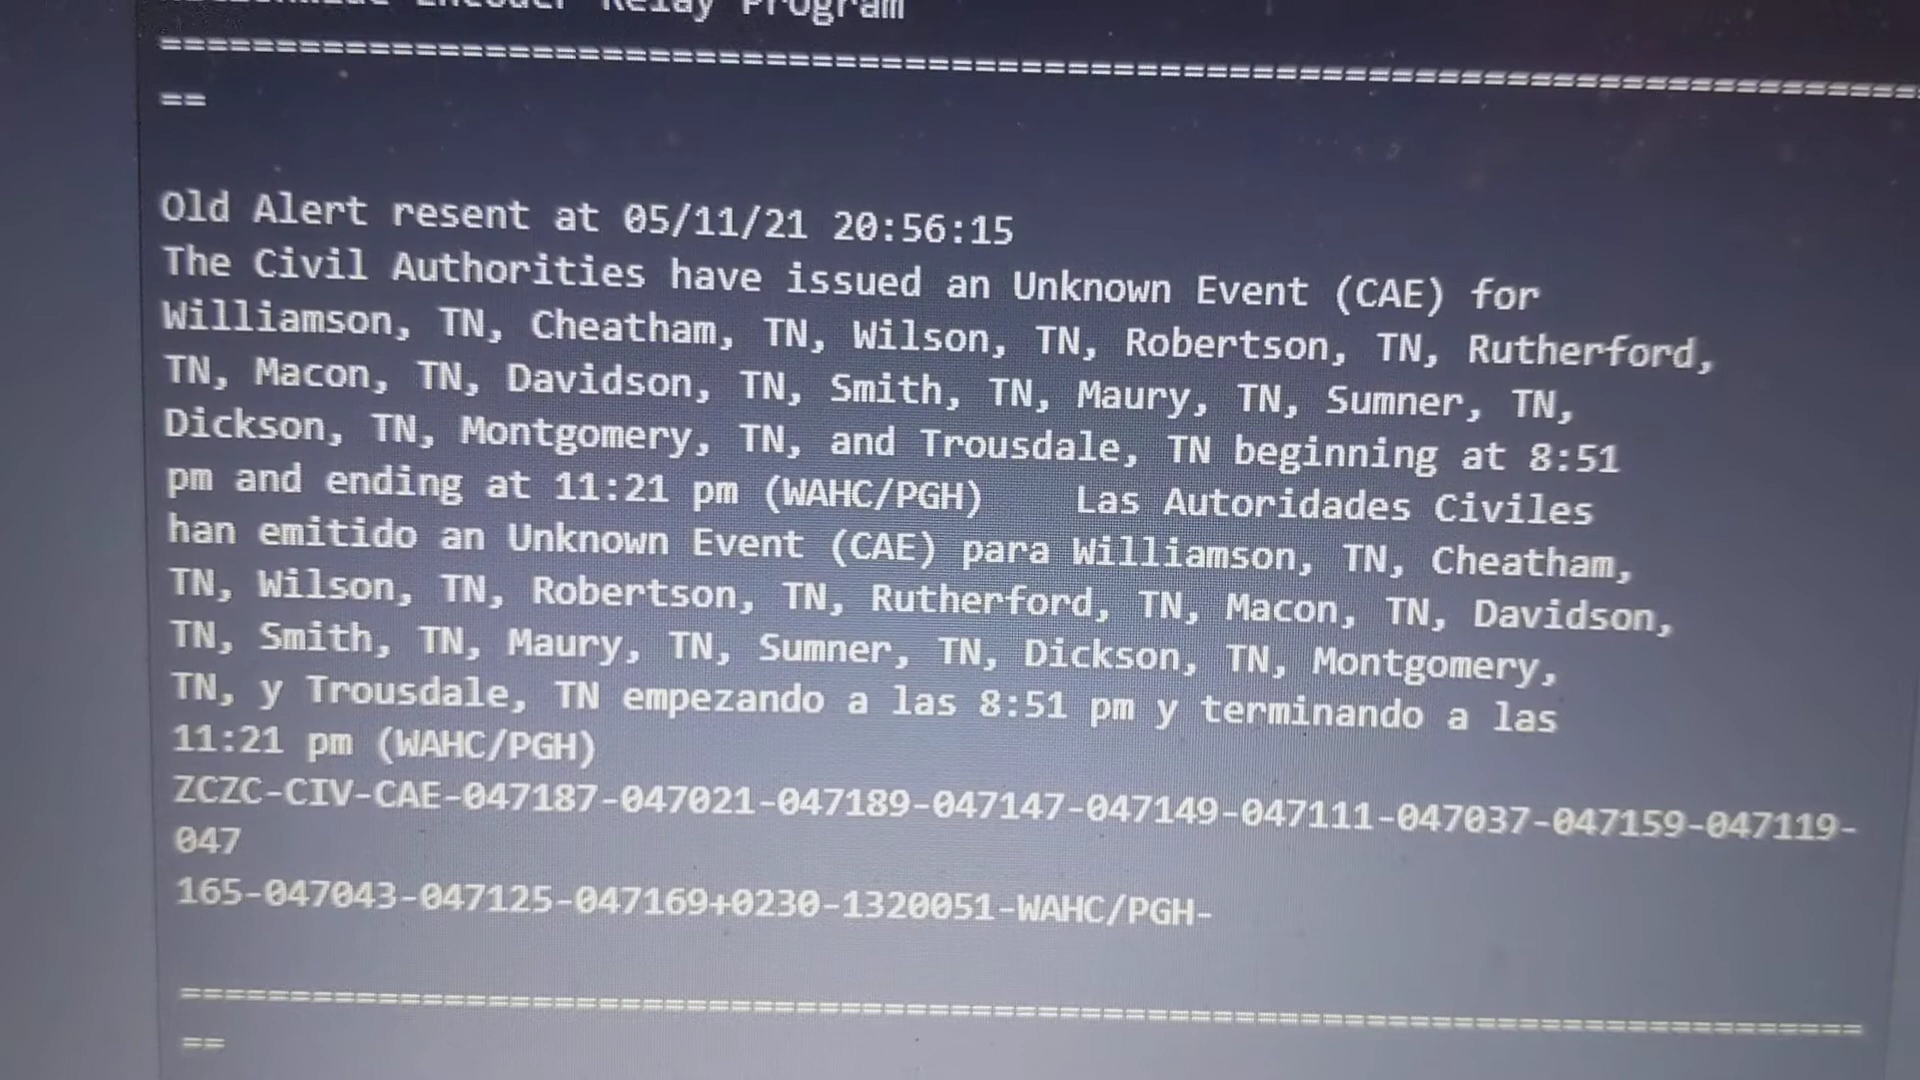 Encoder Relay Program
================================================================================
==
Old Alert resent at 05/11/21 20:56:15
The Civil Authorities have issued an Unknown Event (CAE) for
Williamson, TN, Cheatham, TN, Wilson, TN, Robertson, TN, Rutherford,
TN, Macon, TN, Davidson, TN, Smith, TN, Maury, TN, Sumner, TN,
Dickson, TN, Montgomery, TN, and Trousdale, TN beginning at 8:51
pm and ending at 11:21 pm (WAHC/PGH)    Las Autoridades Civiles
han emitido an Unknown Event (CAE) para Williamson, TN, Cheatham,
TN, Wilson, TN, Robertson, TN, Rutherford, TN, Macon, TN, Davidson,
TN, Smith, TN, Maury, TN, Sumner, TN, Dickson, TN, Montgomery,
TN, y Trousdale, TN empezando a las 8:51 pm y terminando a las
11:21 pm (WAHC/PGH)
ZCZC-CIV-CAE-047187-047021-047189-047147-047149-047111-047037-047159-047119-
047
165-047043-047125-047169+0230-1320051-WAHC/PGH-
================================================================================
==